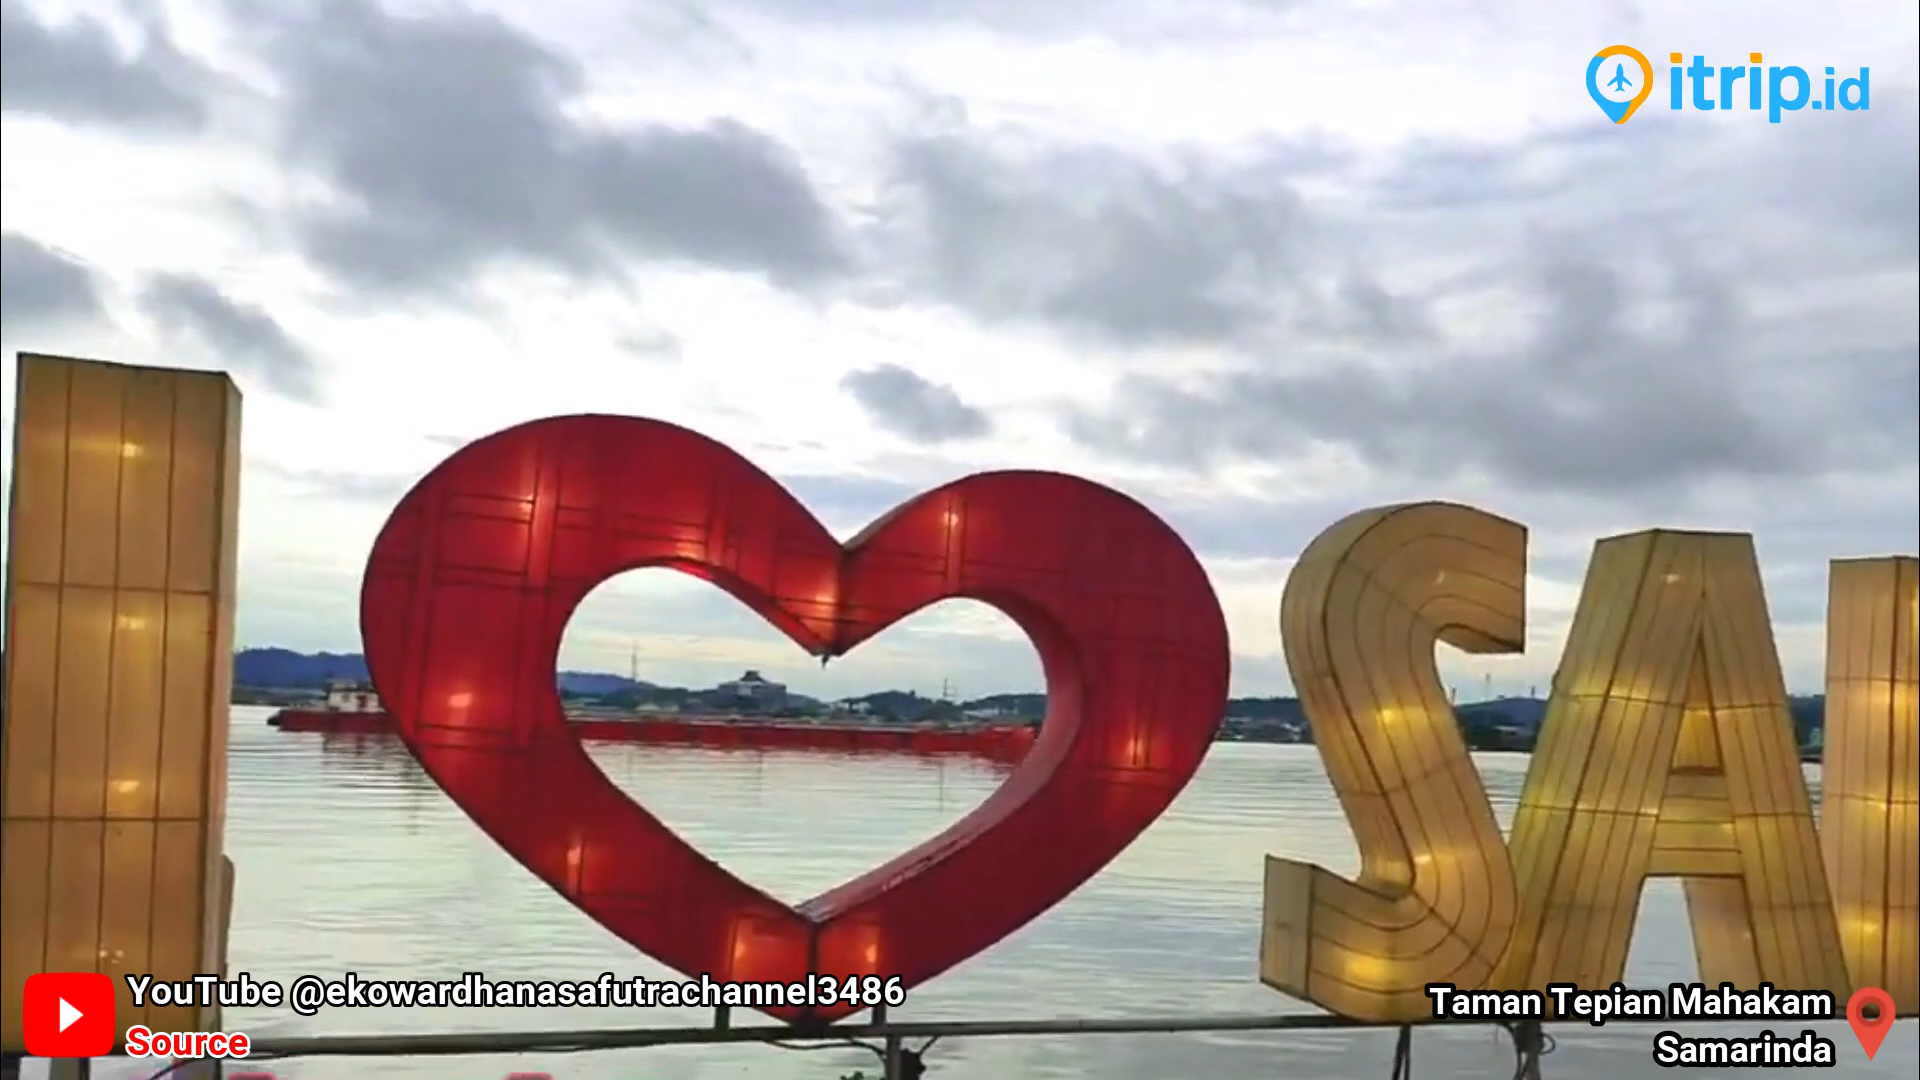 itrip.id
I ❤ SA
YouTube @ekowardhanasafutrachannel3486
Source
Taman Tepian Mahakam
Samarinda